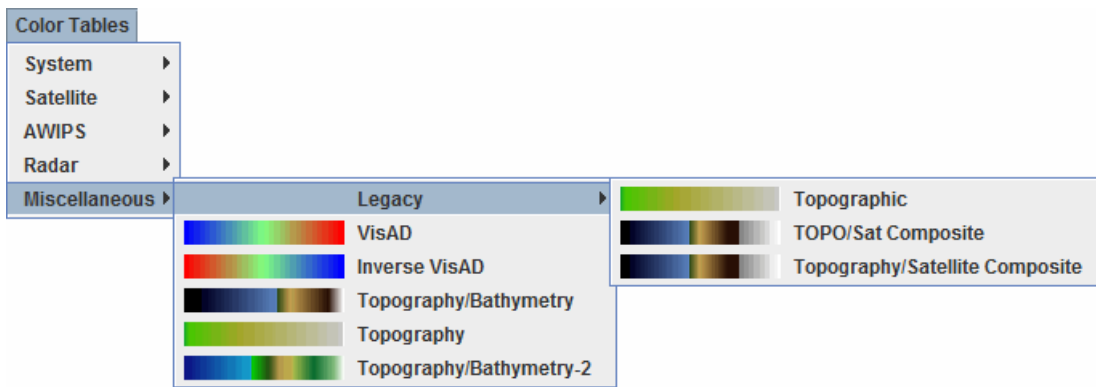 Color Tables
System
Satellite
AWIPS
Radar
Miscellaneous
Legacy
VisAD
Inverse VisAD
Topography/Bathymetry
Topography
Topography/Bathymetry-2
Topographic
TOPO/Sat Composite
Topography/Satellite Composite